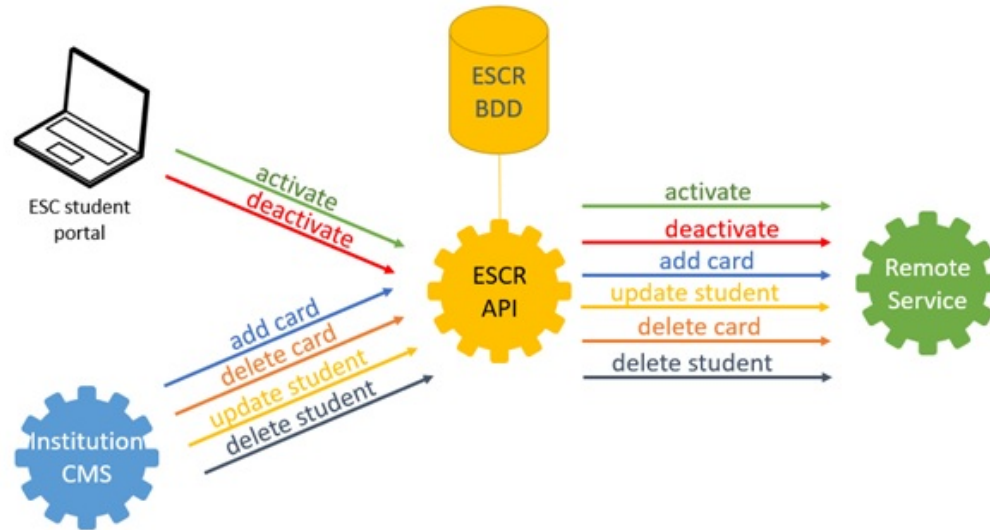 ESCR
BDD
ESC student
portal
activate
deactivate
add card
delete card
update student
delete student
Institution
CMS
ESCR
API
activate
deactivate
add card
update student
delete card
delete student
Remote
Service